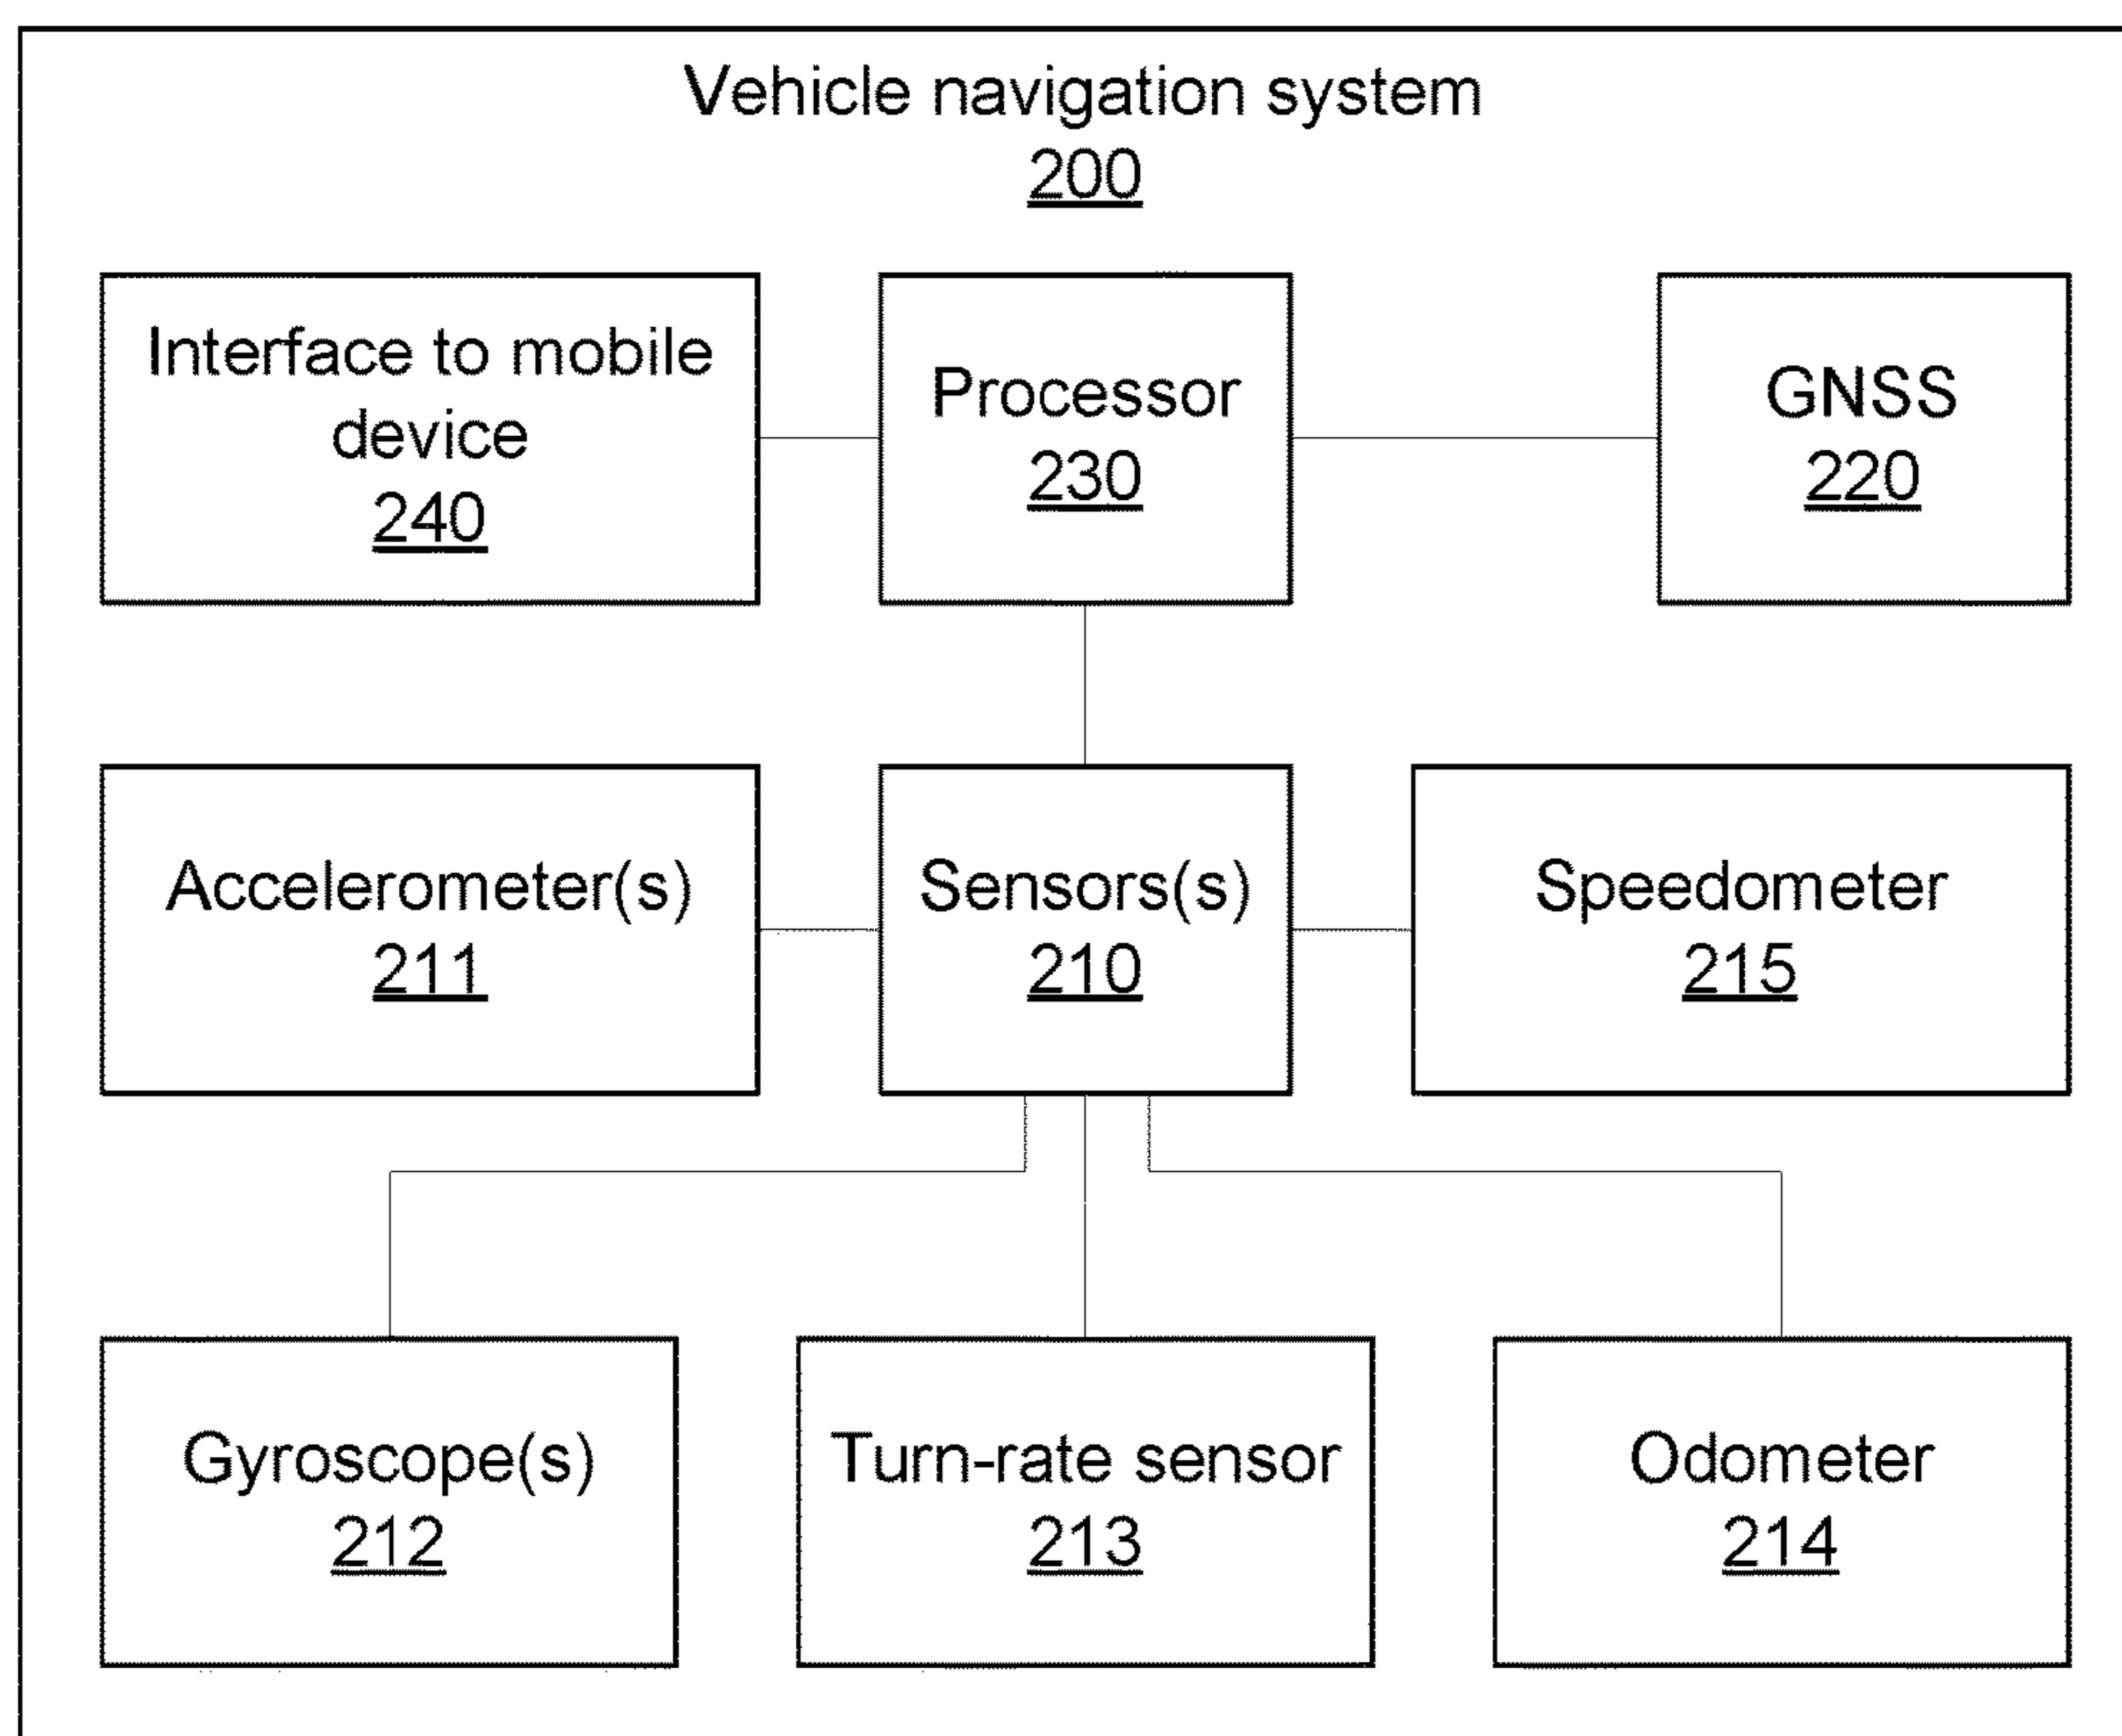 Vehicle navigation system
200
Interface to mobile
device
240
Processor
230
GNSS
220
Accelerometer(s)
211
Sensors(s)
210
Speedometer
215
Gyroscope(s)
212
Turn-rate sensor
213
Odometer
214